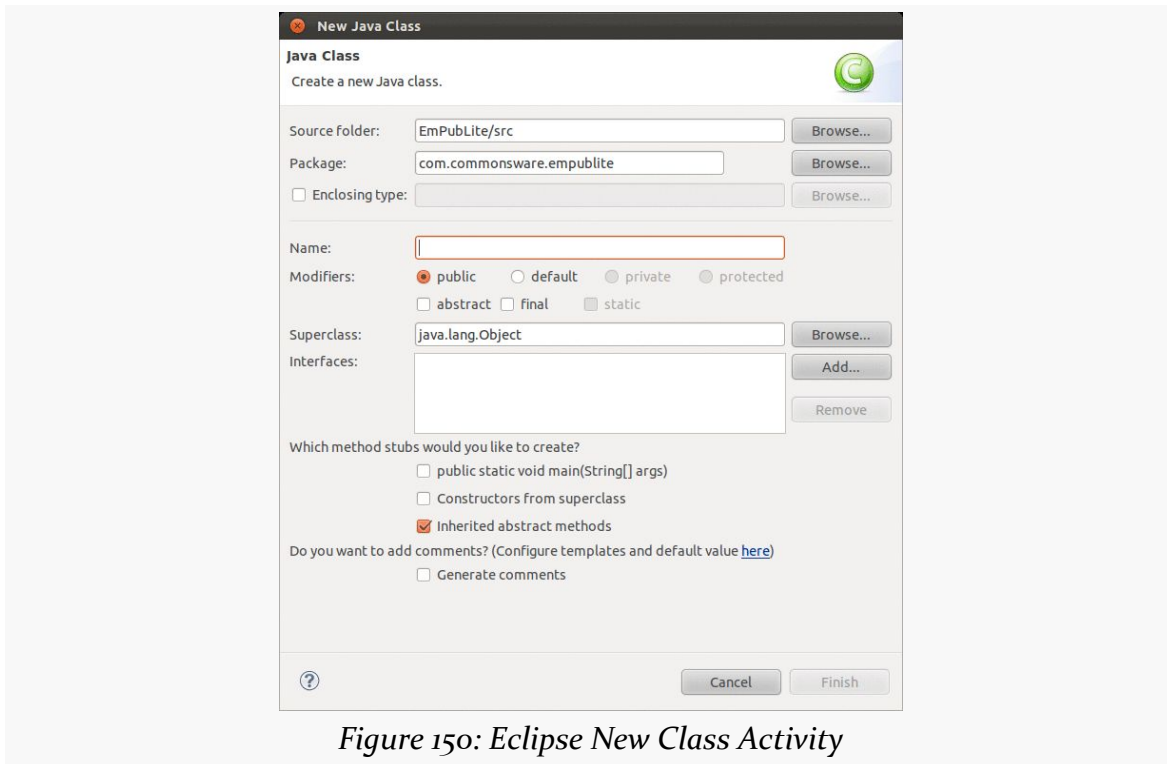 New Java Class
Java Class
Create a new Java class.
C
Source folder: EmPubLite/src Browse...
Package: com.commonsware.empublite Browse...
Enclosing type: Browse...
Name:
Modifiers: public default private protected
abstract final static
Superclass: java.lang.Object Browse...
Interfaces: Add...
Remove
Which method stubs would you like to create?
public static void main(String[] args)
Constructors from superclass
Inherited abstract methods
Do you want to add comments? (Configure templates and default value here)
Generate comments
? Cancel Finish
Figure 150: Eclipse New Class Activity